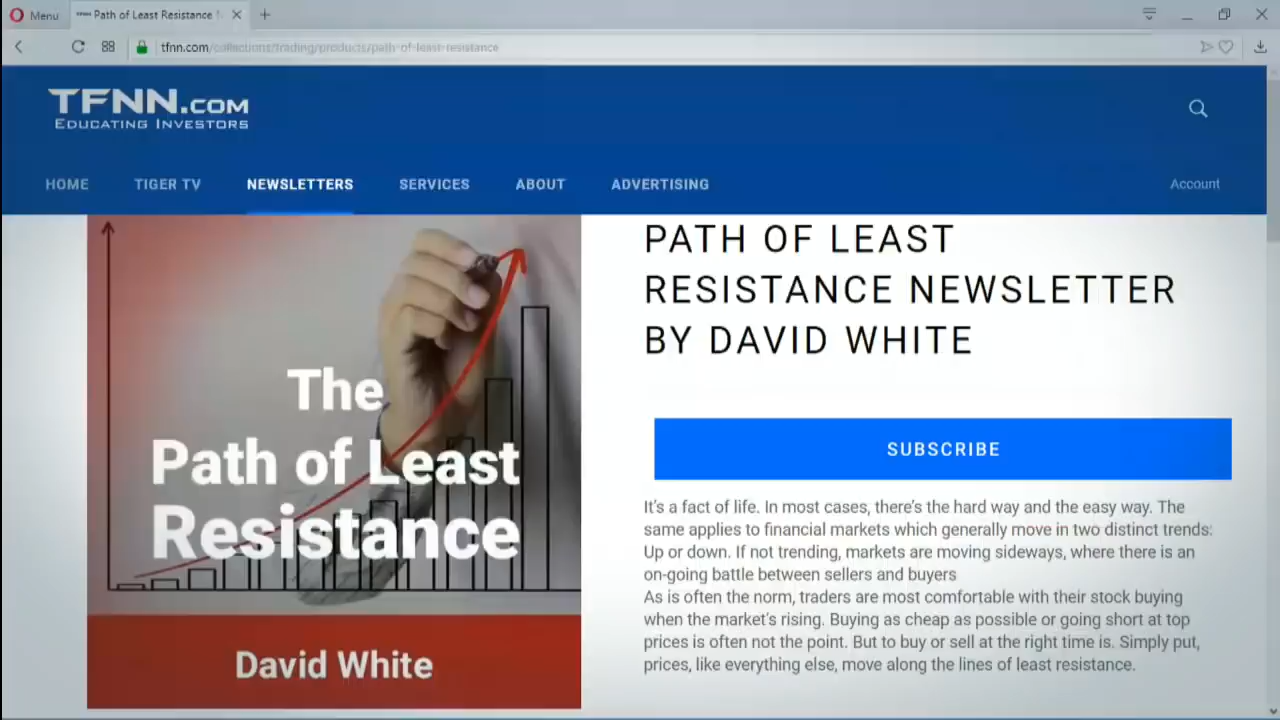 Menu
Path of Least Resistance
tfnn.com/collections/trading/products/path-of-least-resistance
TFNN.COM
EDUCATING INVESTORS
HOME
TIGER TV
NEWSLETTERS
SERVICES
ABOUT
ADVERTISING
Account
The
Path of Least
Resistance
David White
PATH OF LEAST
RESISTANCE NEWSLETTER
BY DAVID WHITE
SUBSCRIBE
It's a fact of life. In most cases, there's the hard way and the easy way. The
same applies to financial markets which generally move in two distinct trends:
Up or down. If not trending, markets are moving sideways, where there is an
on-going battle between sellers and buyers
As is often the norm, traders are most comfortable with their stock buying
when the market's rising. Buying as cheap as possible or going short at top
prices is often not the point. But to buy or sell at the right time is. Simply put,
prices, like everything else, move along the lines of least resistance.